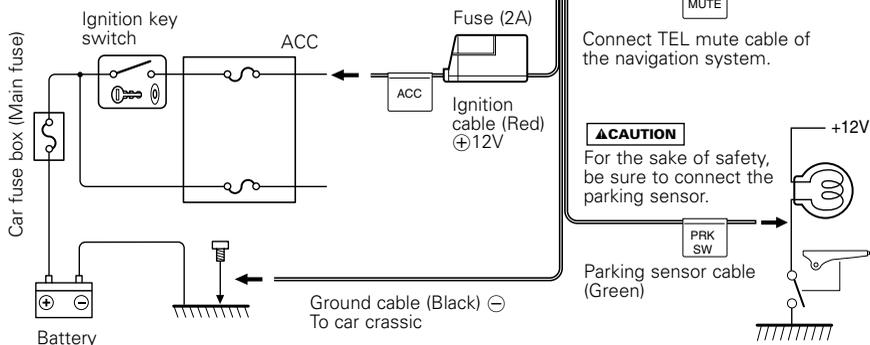 MUTE
Ignition key
switch
ACC
Fuse (2A)
Connect TEL mute cable of
the navigation system.
Car fuse box (Main fuse)
ACC
Ignition
cable (Red)
⊕12V
⚠CAUTION
For the sake of safety,
be sure to connect the
parking sensor.
+12V
PRK
SW
Parking sensor cable
(Green)
Ground cable (Black) ⊖
To car crassic
⊕ ⊖
Battery